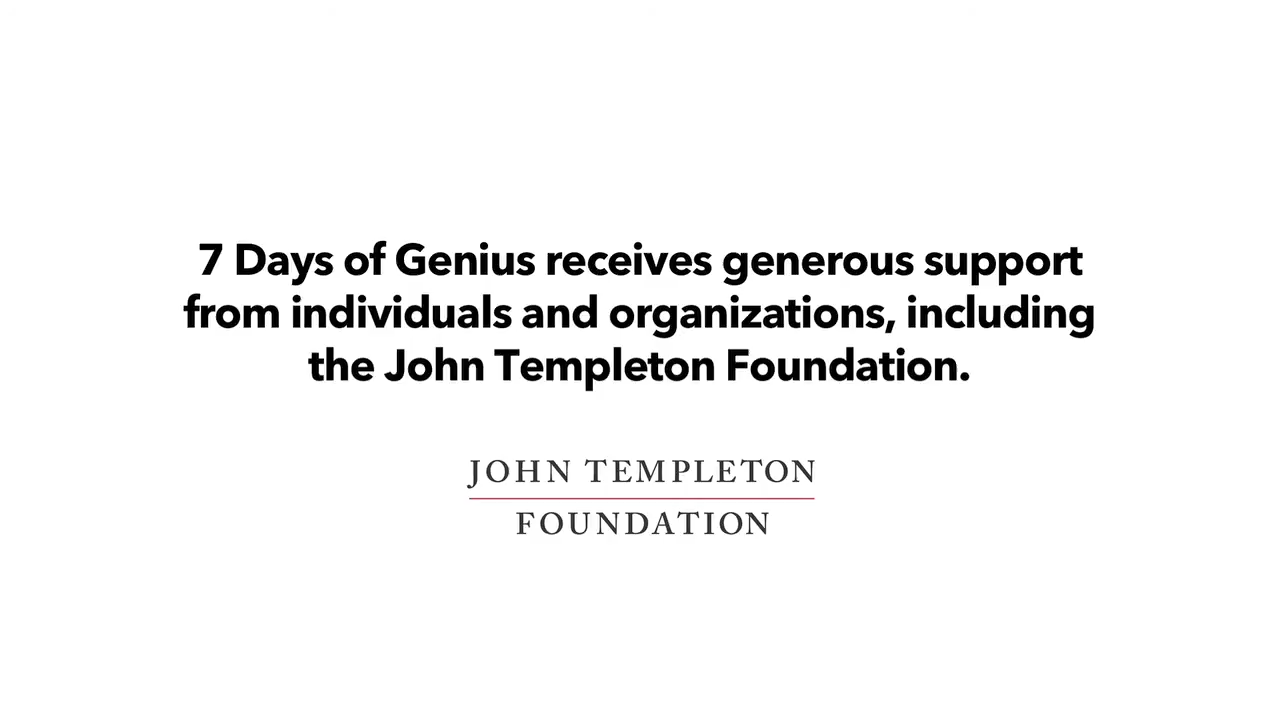 7 Days of Genius receives generous support
from individuals and organizations, including
the John Templeton Foundation.
JOHN TEMPLETON
FOUNDATION